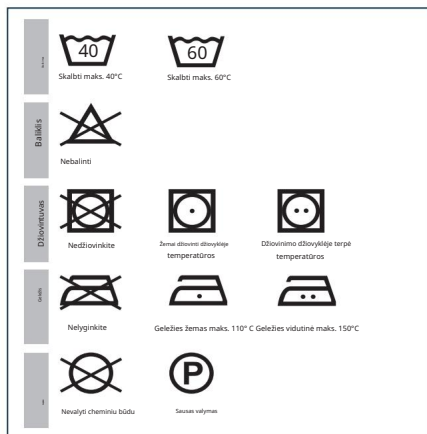 40
60
Skalbti maks. 40°C
Skalbti maks. 60°C
Baliklis
Nebalinti
Džiovintuvas
Nedžiovinkite
Žemai džiovinti džiovyklėje
temperatūros
Džiovinimo džiovyklėje terpė
temperatūros
Nelyginkite
Geležies žemas maks. 110° C Geležies vidutinė maks. 150°C
P
Nevalyti cheminiu būdu
Sausas valymas